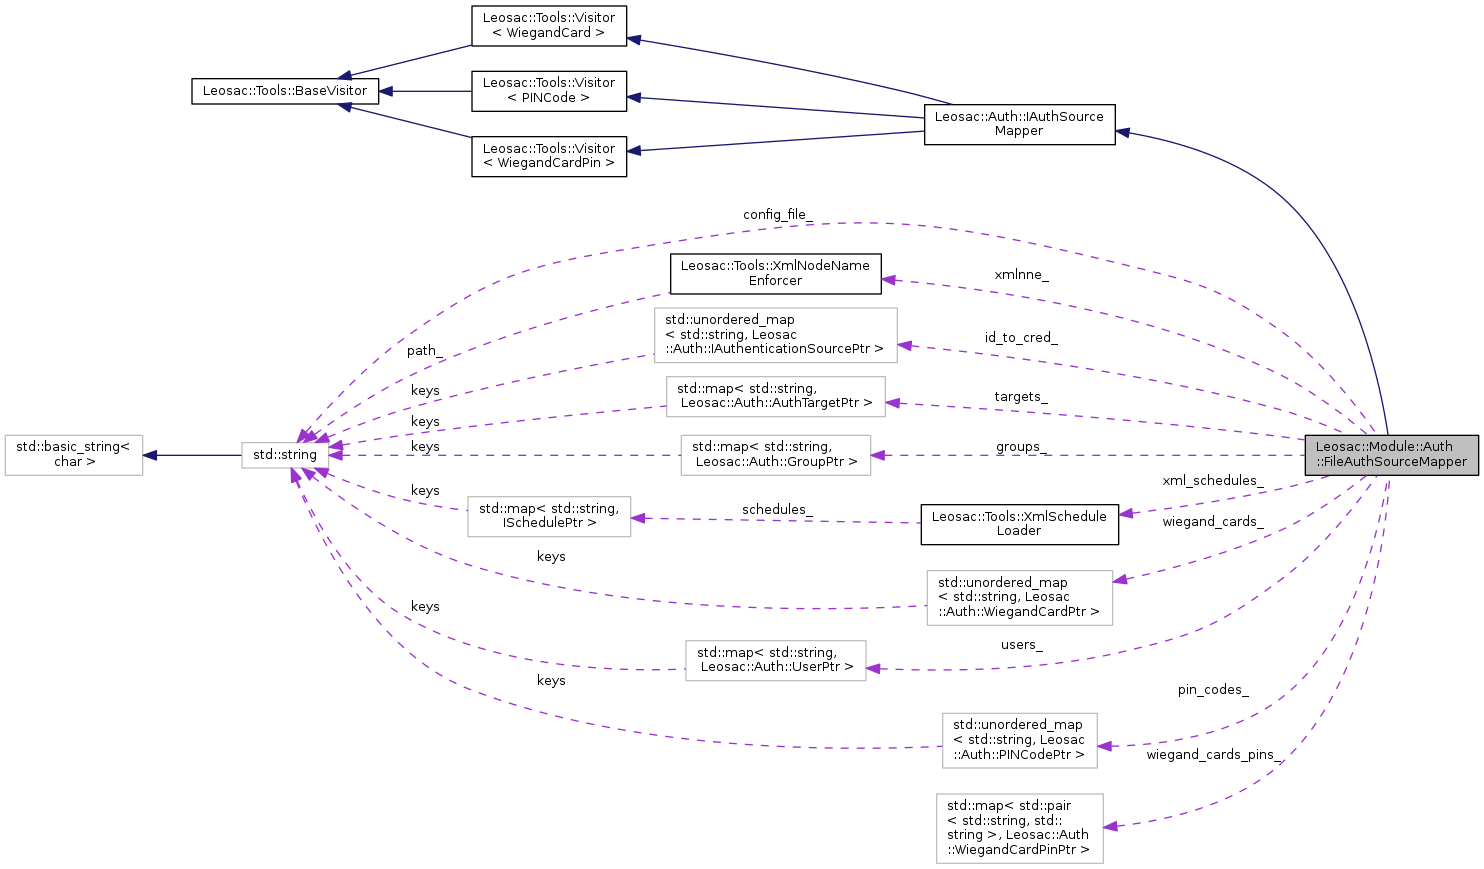 Leosac::Tools::Visitor
< WiegandCard >
Leosac::Tools::BaseVisitor
Leosac::Tools::Visitor
< PINCode >
Leosac::Auth::IAuthSource
Mapper
Leosac::Tools::Visitor
< WiegandCardPin >
config_file_
Leosac::Tools::XmlNodeName
Enforcer
xmlnne_
std::unordered_map
< std::string, Leosac
::Auth::IAuthenticationSourcePtr >
id_to_cred_
path_
keys
std::map< std::string,
Leosac::Auth::AuthTargetPtr >
targets_
keys
std::basic_string<
char >
std::string
keys
std::map< std::string,
Leosac::Auth::GroupPtr >
groups_
Leosac::Module::Auth
::FileAuthSourceMapper
keys
std::map< std::string,
ISchedulePtr >
schedules_
Leosac::Tools::XmlSchedule
Loader
xml_schedules_
wiegand_cards_
keys
std::unordered_map
< std::string, Leosac
::Auth::WiegandCardPtr >
keys
std::map< std::string,
Leosac::Auth::UserPtr >
users_
keys
pin_codes_
std::unordered_map
< std::string, Leosac
::Auth::PINCodePtr >
wiegand_cards_pins_
std::map< std::pair
< std::string, std::
string >, Leosac::Auth
::WiegandCardPinPtr >